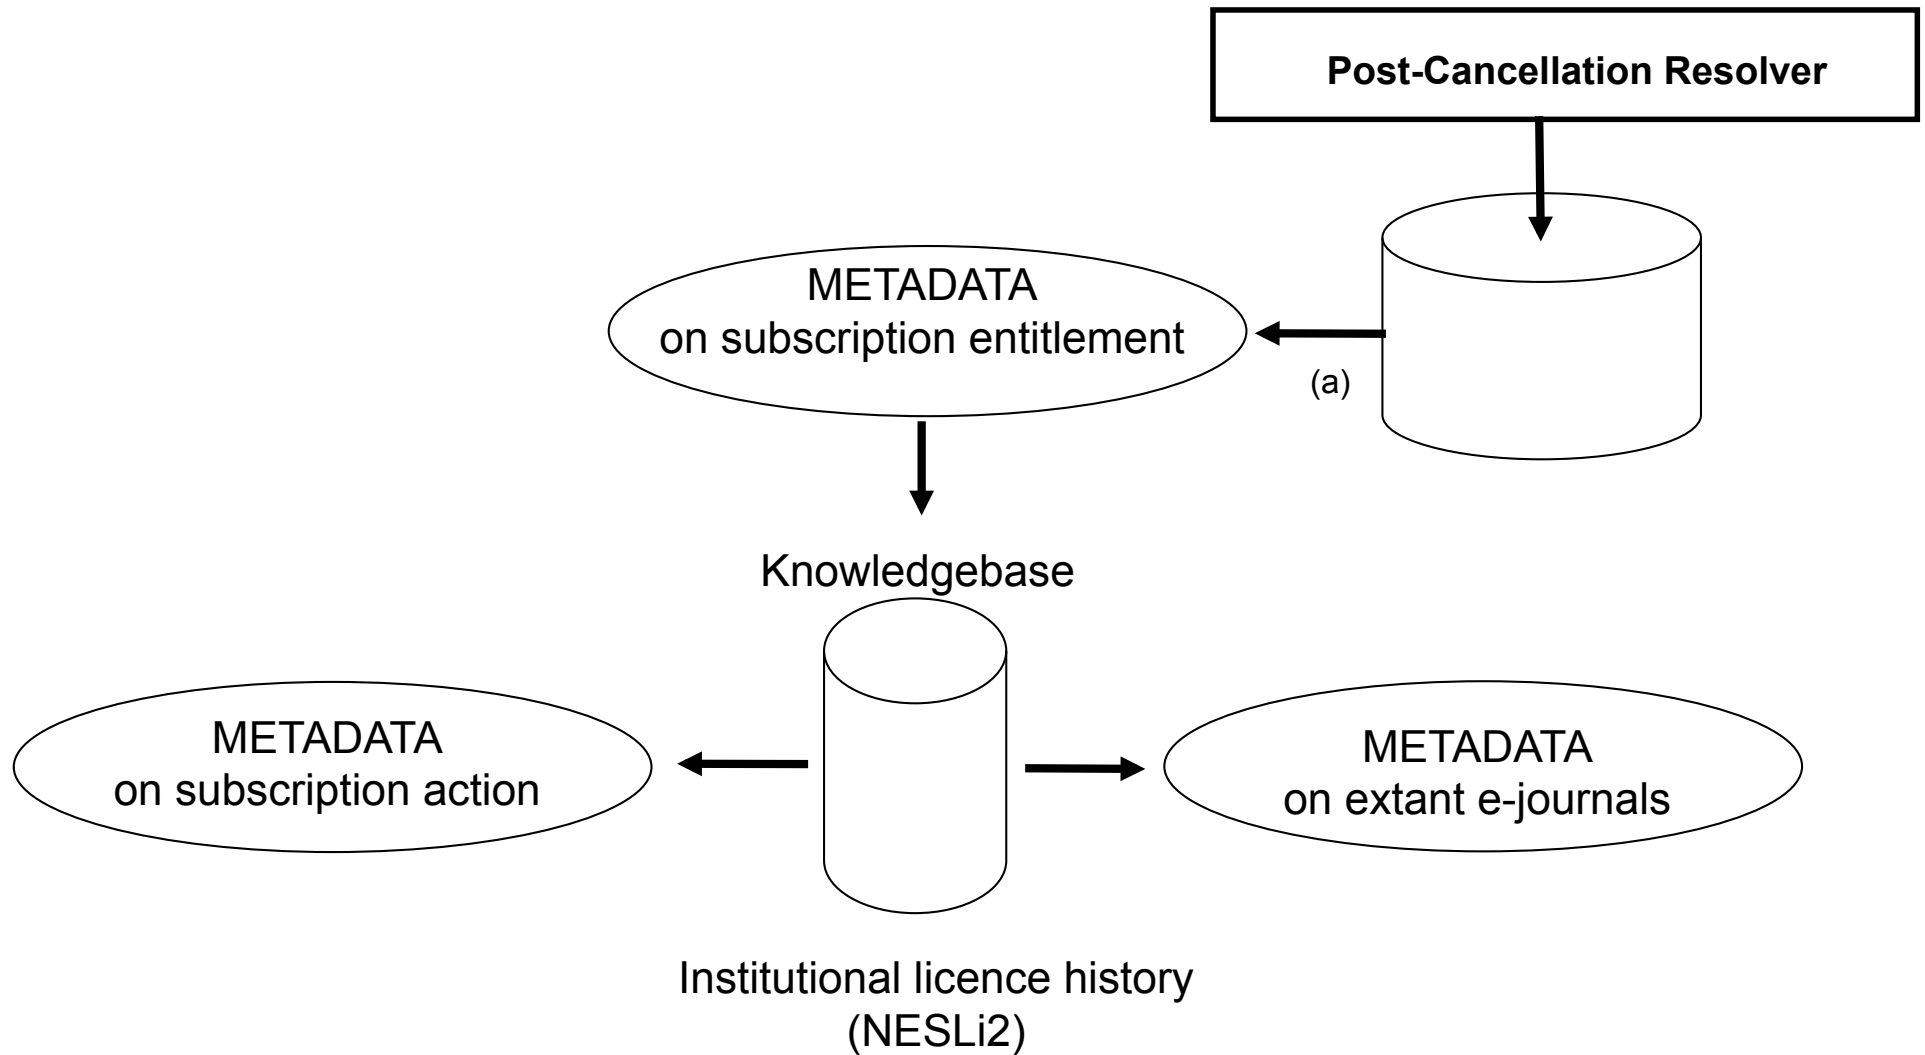 Post-Cancellation Resolver
METADATA
on subscription entitlement
(a)
Knowledgebase
METADATA
on subscription action
METADATA
on extant e-journals
Institutional licence history
(NESLi2)